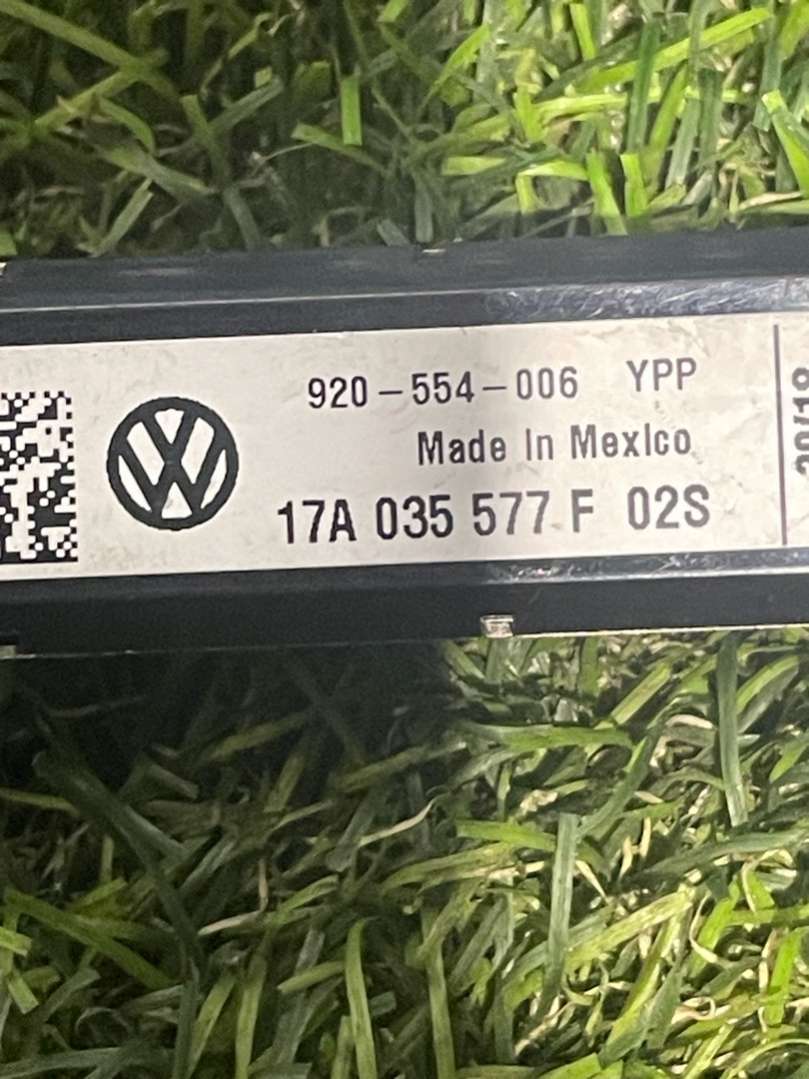 920-554-006 YPP
Made In Mexico
17A 035 577 F 02S